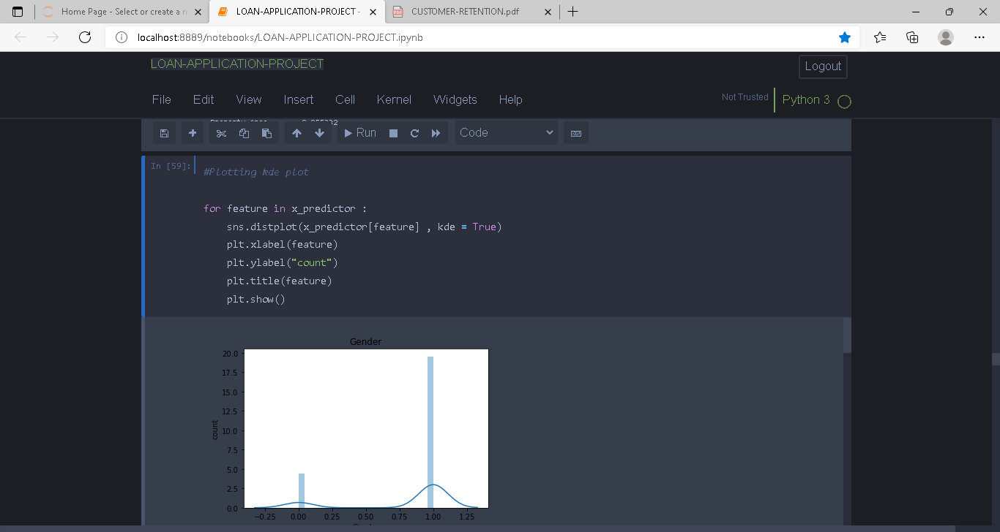 Home Page - Select or create a n
LOAN-APPLICATION-PROJECT -
CUSTOMER-RETENTION.pdf
localhost:8889/notebooks/LOAN-APPLICATION-PROJECT.ipynb
LOAN-APPLICATION-PROJECT
Logout
File Edit View Insert Cell Kernel Widgets Help
Not Trusted
Python 3
Run
Code
In [59]:
#Plotting kde plot
for feature in x_predictor :
sns.distplot(x_predictor[feature] , kde = True)
plt.xlabel(feature)
plt.ylabel("count")
plt.title(feature)
plt.show()
Gender
20.0
17.5
15.0
12.5
10.0
7.5
5.0
2.5
0.0
count
−0.25 0.00 0.25 0.50 0.75 1.00 1.25